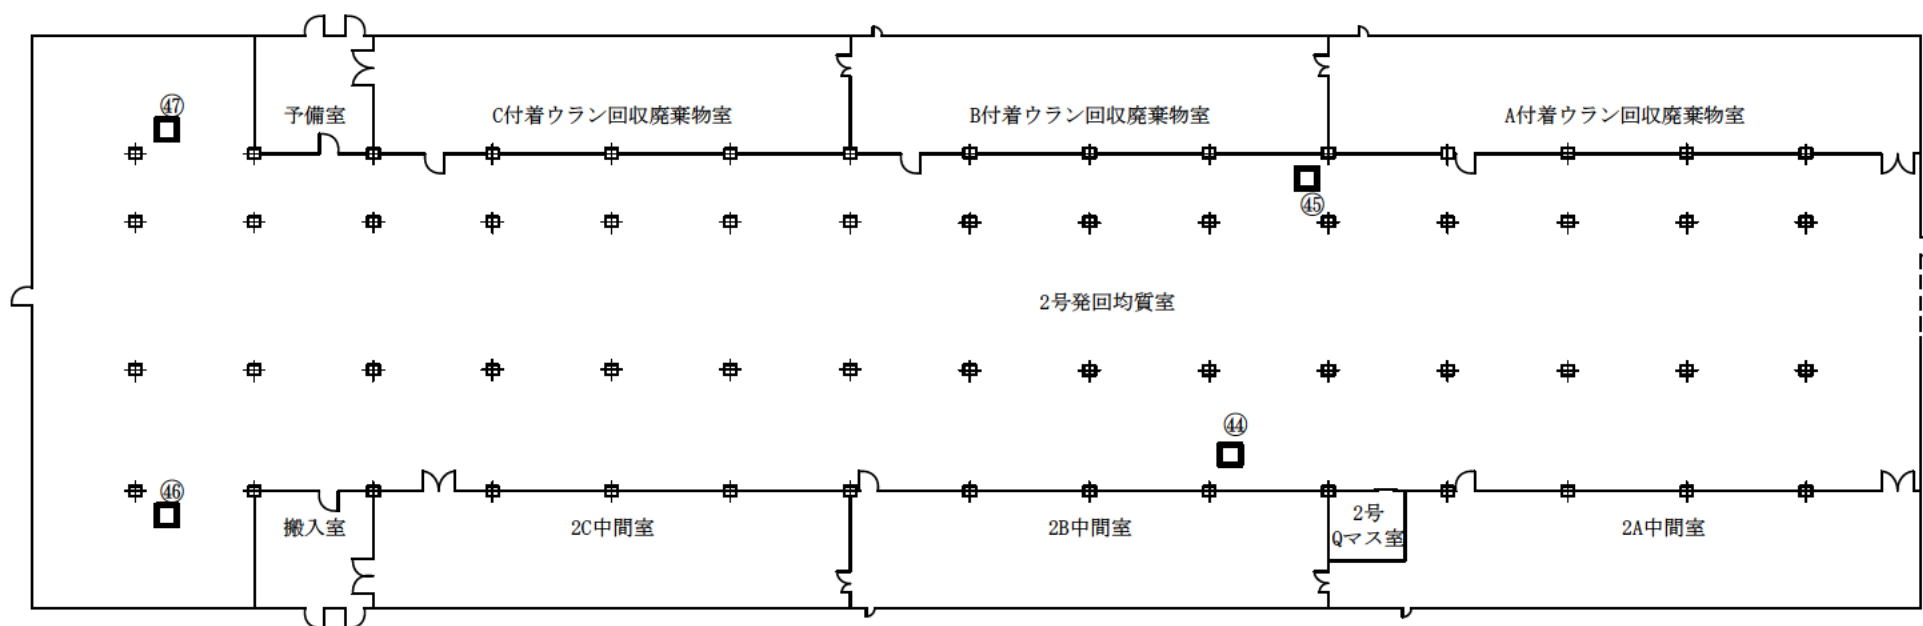 ㊼
予備室
C付着ウラン回収廃棄物室
B付着ウラン回収廃棄物室
A付着ウラン回収廃棄物室
㊺
2号発回均質室
㊹
㊻
搬入室
2C中間室
2B中間室
2号
Qマス室
2A中間室